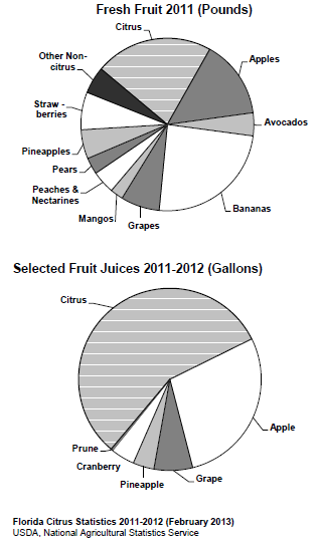 Fresh Fruit 2011 (Pounds)
Citrus
Other Non-
citrus
Apples
Straw -
berries
Avocados
Pineapples
Pears
Peaches &
Nectarines
Bananas
Mangos
Grapes
Selected Fruit Juices 2011-2012 (Gallons)
Citrus
Apple
Prune
Cranberry
Pineapple
Grape
Florida Citrus Statistics 2011-2012 (February 2013)
USDA, National Agricultural Statistics Service